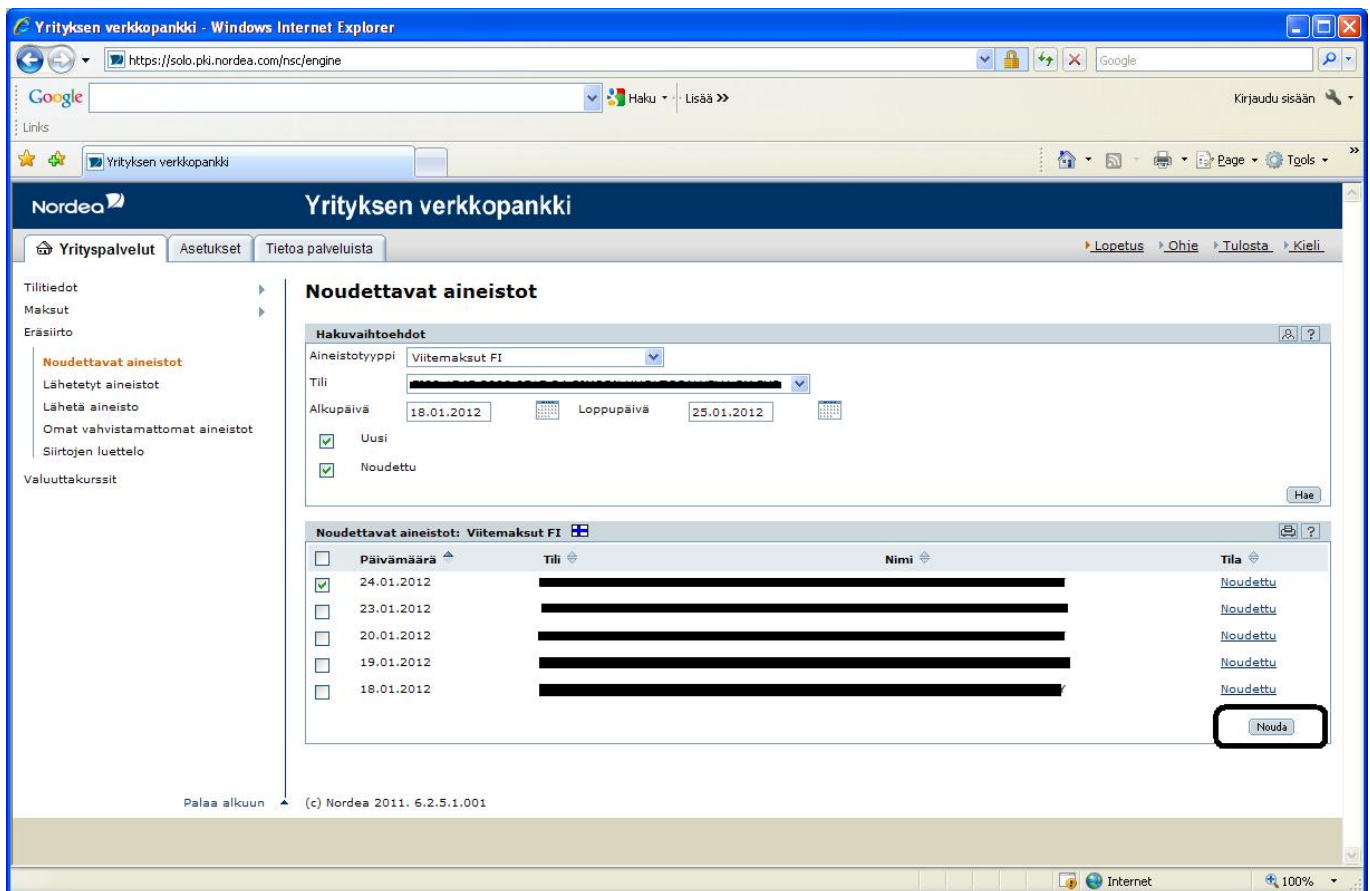 Yrityksen verkkopankki - Windows Internet Explorer
https://solo.pki.nordea.com/nsc/engine
Google
Google
Haku
Lisää >>
Kirjaudu sisään
Links
Yrityksen verkkopankki
Page
Tools
>>
Nordea
Yrityksen verkkopankki
Yrityspalvelut
Asetukset
Tietoa palveluista
Lopetus
Ohje
Tulosta
Kieli
Tilitiedot
Maksut
Eräsiirto
Noudettavat aineistot
Lähetetyt aineistot
Lähetä aineisto
Omat vahvistamattomat aineistot
Siirtojen luettelo
Valuuttakurssit
Noudettavat aineistot
Hakuvaihtoehdot ?
Aineistotyyppi Viitemaksut FI
Tili
Alkupäivä 18.01.2012 Loppupäivä 25.01.2012
Uusi
Noudettu
Hae
Noudettavat aineistot: Viitemaksut FI ?
Päivämäärä Tili Nimi Tila
24.01.2012 Noudettu
23.01.2012 Noudettu
20.01.2012 Noudettu
19.01.2012 Noudettu
18.01.2012 Noudettu
Nouda
Palaa alkuun (c) Nordea 2011. 6.2.5.1.001
Internet 100%